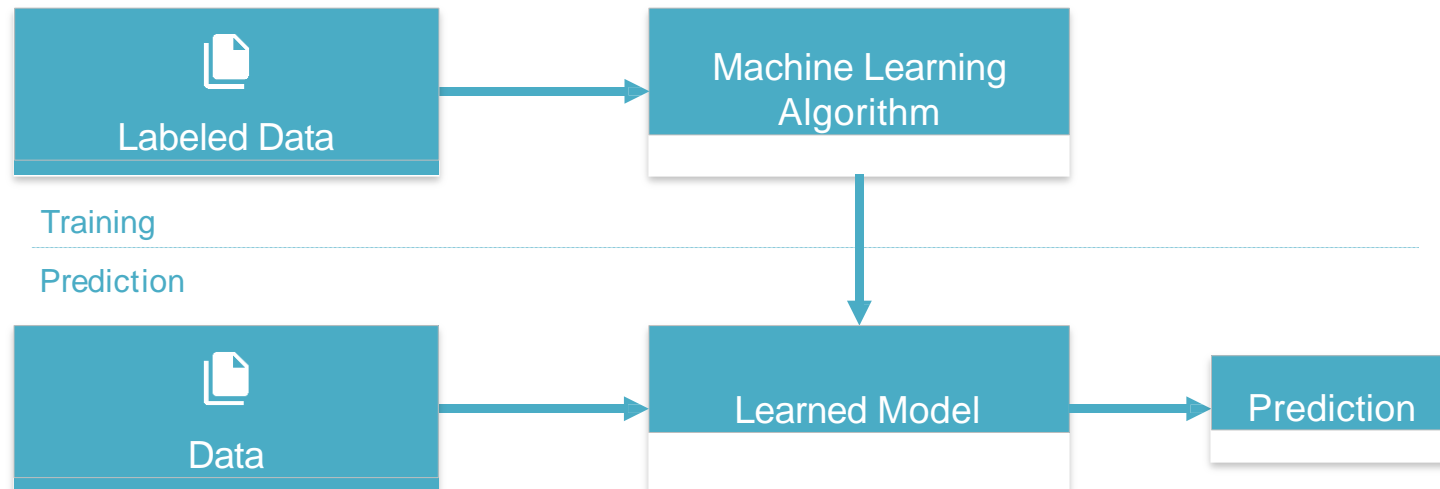 Labeled Data
Machine Learning
Algorithm
Training
Prediction
Data
Learned Model
Prediction